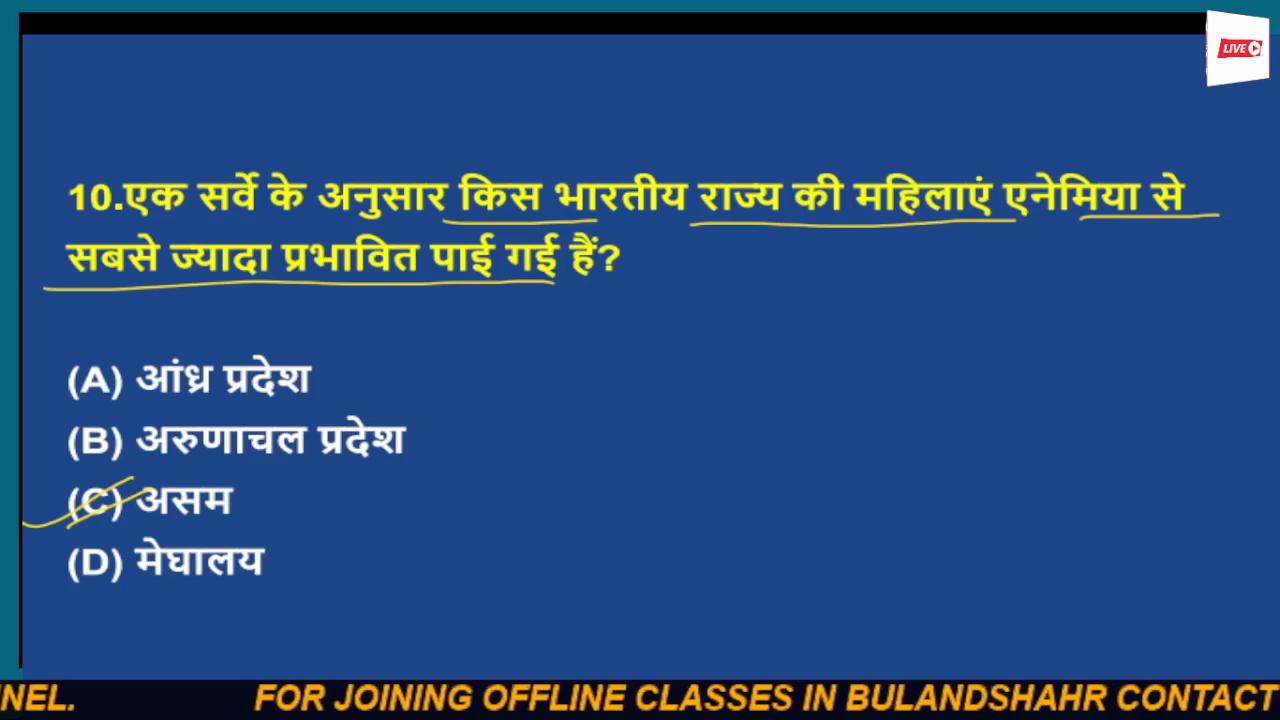 LIVE
10.एक सर्वे के अनुसार किस भारतीय राज्य की महिलाएं एनेमिया से
सबसे ज्यादा प्रभावित पाई गई हैं?
(A) आंध्र प्रदेश
(B) अरुणाचल प्रदेश
(C) असम
(D) मेघालय
NEL. FOR JOINING OFFLINE CLASSES IN BULANDSHAHR CONTACT